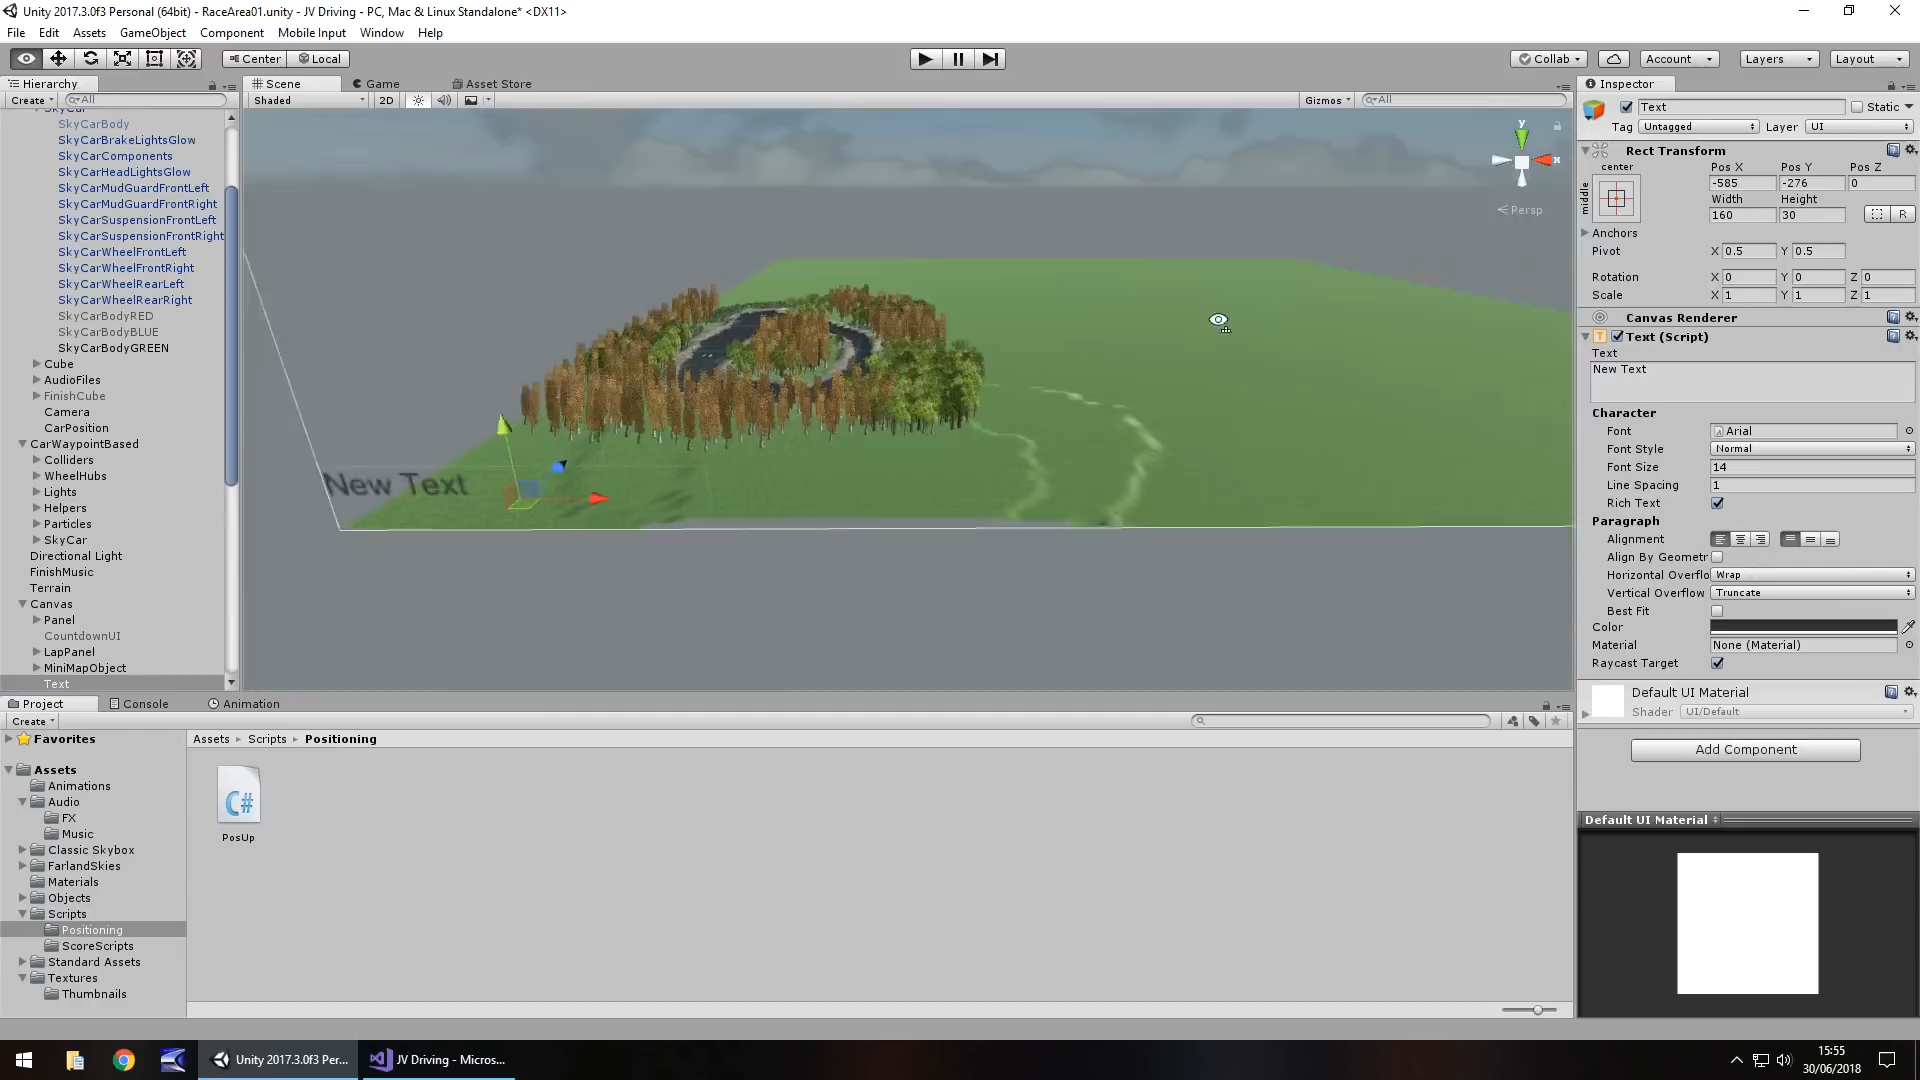 Unity 2017.3.0f3 Personal (64bit) - RaceArea01.unity - JV Driving - PC, Mac & Linux Standalone* <DX11>
File Edit Assets GameObject Component Mobile Input Window Help
Center Local Collab Account Layers Layout
Hierarchy
Create All
SkyCar
SkyCarBody
SkyCarBrakeLightsGlow
SkyCarComponents
SkyCarHeadLightsGlow
SkyCarMudGuardFrontLeft
SkyCarMudGuardFrontRight
SkyCarSuspensionFrontLeft
SkyCarSuspensionFrontRight
SkyCarWheelFrontLeft
SkyCarWheelFrontRight
SkyCarWheelRearLeft
SkyCarWheelRearRight
SkyCarBodyRED
SkyCarBodyBLUE
SkyCarBodyGREEN
Cube
AudioFiles
FinishCube
Camera
CarPosition
CarWaypointBased
Colliders
WheelHubs
Lights
Helpers
Particles
SkyCar
Directional Light
FinishMusic
Terrain
Canvas
Panel
CountdownUI
LapPanel
MiniMapObject
Text
Scene Game Asset Store
Shaded 2D Gizmos All
y
x
Persp
New Text
Inspector
Text Static
Tag Untagged Layer UI
Rect Transform
center
middle
Pos X Pos Y Pos Z
-585 -276 0
Width Height
160 30
R
Anchors
Pivot X 0.5 Y 0.5
Rotation X 0 Y 0 Z 0
Scale X 1 Y 1 Z 1
Canvas Renderer
Text (Script)
Text
New Text
Character
Font Arial
Font Style Normal
Font Size 14
Line Spacing 1
Rich Text
Paragraph
Alignment
Align By Geometr
Horizontal Overflo Wrap
Vertical Overflow Truncate
Best Fit
Color
Material None (Material)
Raycast Target
Default UI Material
Shader UI/Default
Add Component
Default UI Material
Project Console Animation
Create
Favorites
Assets
Animations
Audio
FX
Music
Classic Skybox
FarlandSkies
Materials
Objects
Scripts
Positioning
ScoreScripts
Standard Assets
Textures
Thumbnails
Assets Scripts Positioning
C#
PosUp
Unity 2017.3.0f3 Per...
JV Driving - Micros...
15:55
30/06/2018